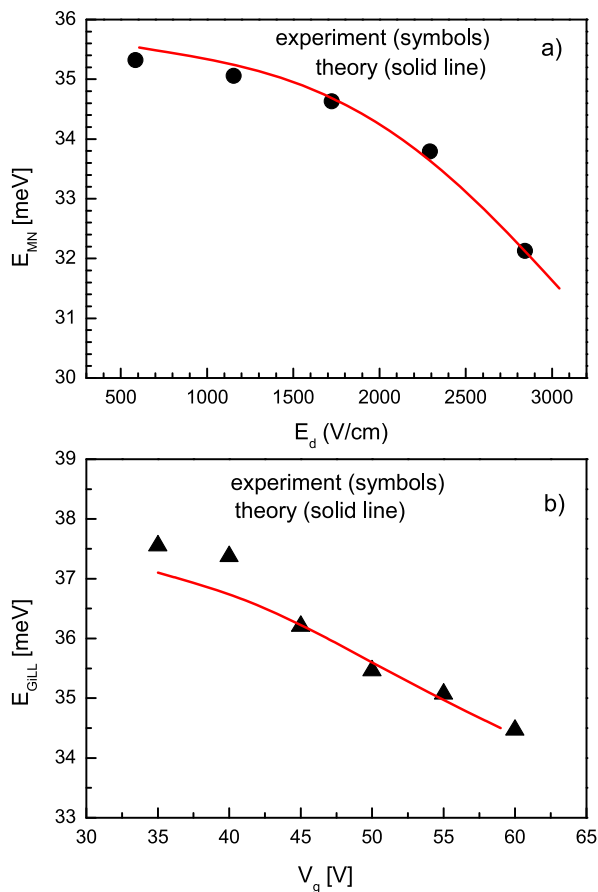 experiment (symbols)
theory (solid line)
a)
36
35
34
33
32
31
30
E_MN [meV]
500 1000 1500 2000 2500 3000
E_d (V/cm)
experiment (symbols)
theory (solid line)
b)
39
38
37
36
35
34
33
E_GiLL [meV]
30 35 40 45 50 55 60 65
V_g [V]